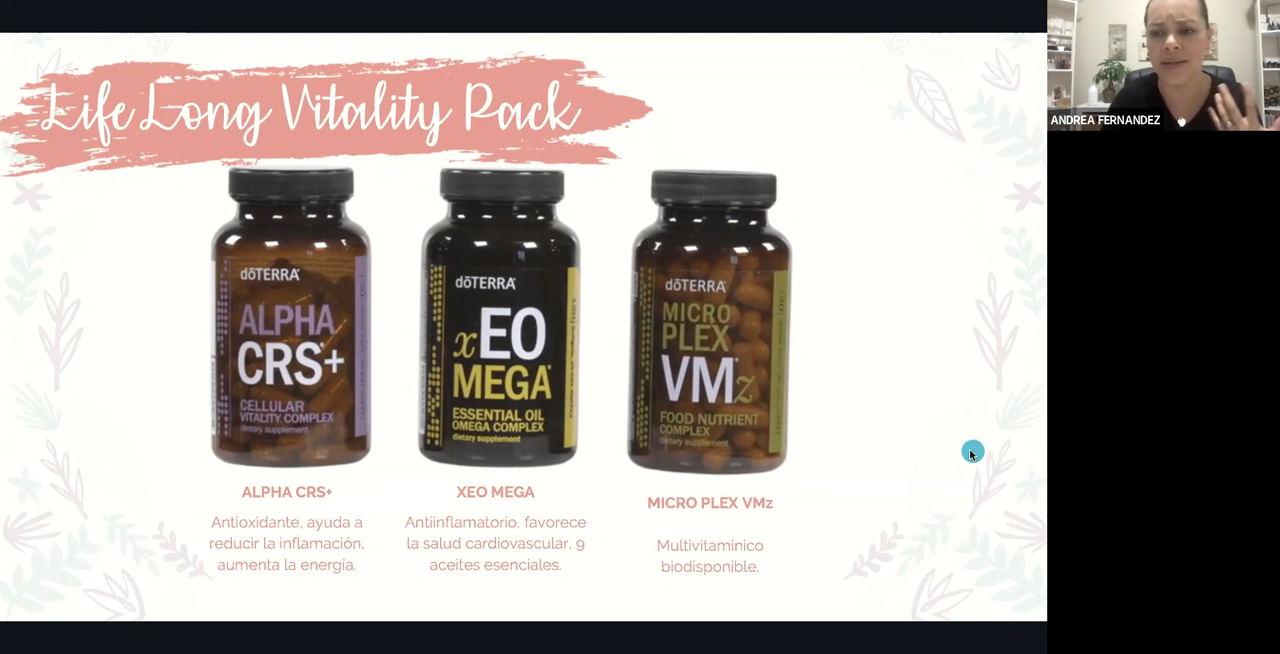 Life Long Vitality Pack
dōTERRA
ALPHA
CRS+
CELLULAR
VITALITY COMPLEX
dietary supplement
dōTERRA
xEO
MEGA
ESSENTIAL OIL
OMEGA COMPLEX
dietary supplement
dōTERRA
MICRO
PLEX
VMz
FOOD NUTRIENT
COMPLEX
dietary supplement
ALPHA CRS+
Antioxidante, ayuda a
reducir la inflamación,
aumenta la energía.
XEO MEGA
Antiinflamatorio, favorece
la salud cardiovascular, 9
aceites esenciales.
MICRO PLEX VMz
Multivitamínico
biodisponible.
ANDREA FERNANDEZ